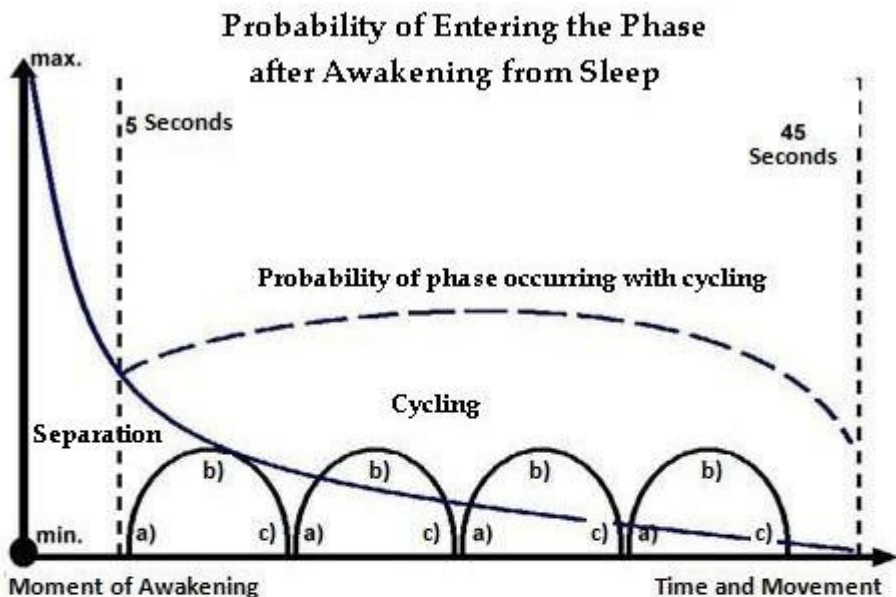 Probability of Entering the Phase
after Awakening from Sleep
max.
5 Seconds
45
Seconds
Probability of phase occurring with cycling
Cycling
Separation
b) b) b) b)
min. a) c) a) c) a) c) a) c)
Moment of Awakening Time and Movement